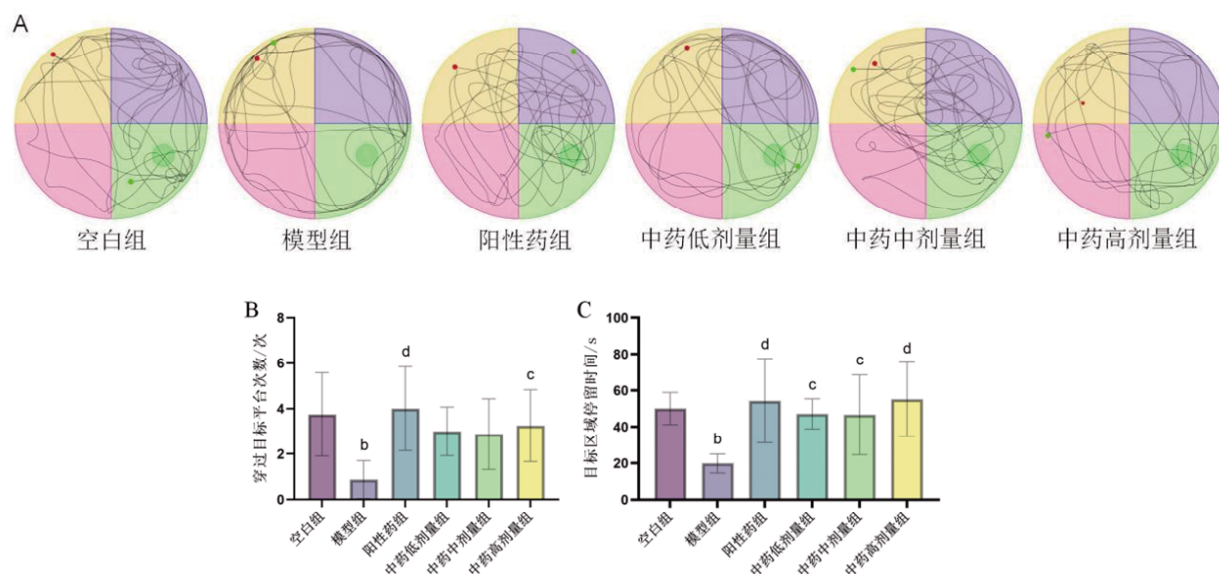 A
空白组
模型组
阳性药组
中药低剂量组
中药中剂量组
中药高剂量组
B
穿过目标平台次数/次
8
6
4
2
0
b
d
c
空白组
模型组
阳性药组
中药低剂量组
中药中剂量组
中药高剂量组
C
目标区域停留时间/s
100
80
60
40
20
0
b
d
c
c
d
空白组
模型组
阳性药组
中药低剂量组
中药中剂量组
中药高剂量组